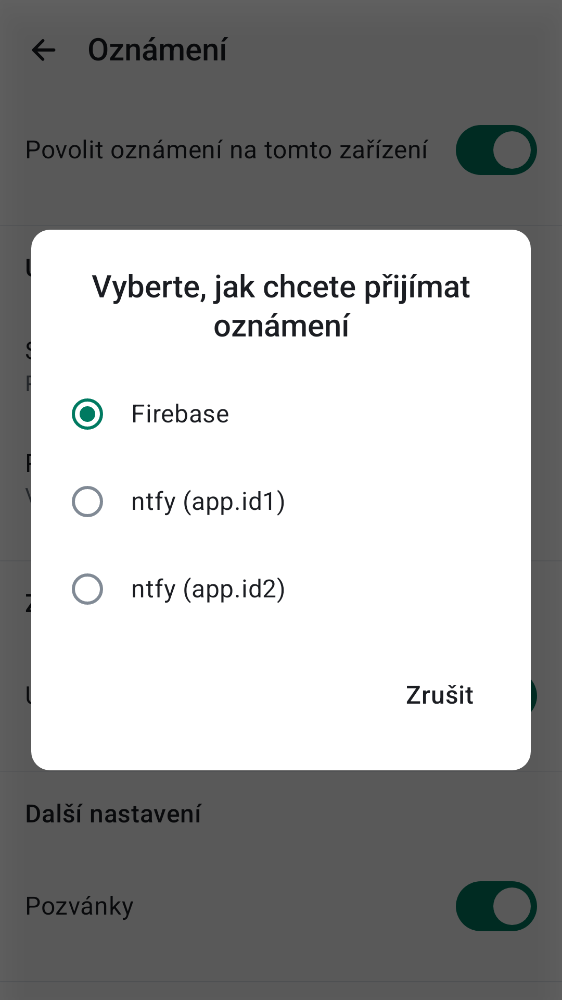 Oznámení
Povolit oznámení na tomto zařízení
Vyberte, jak chcete přijímat
oznámení
Firebase
ntfy (app.id1)
ntfy (app.id2)
Zrušit
Další nastavení
Pozvánky